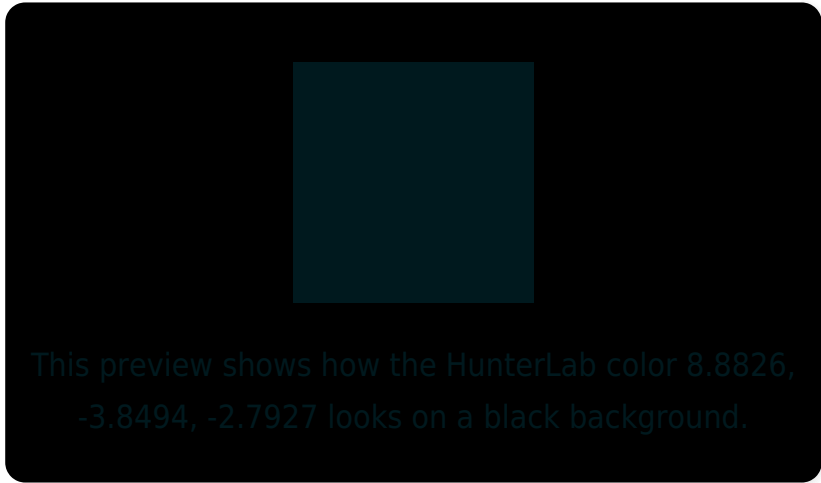 This preview shows how the HunterLab color 8.8826,
-3.8494, -2.7927 looks on a black background.